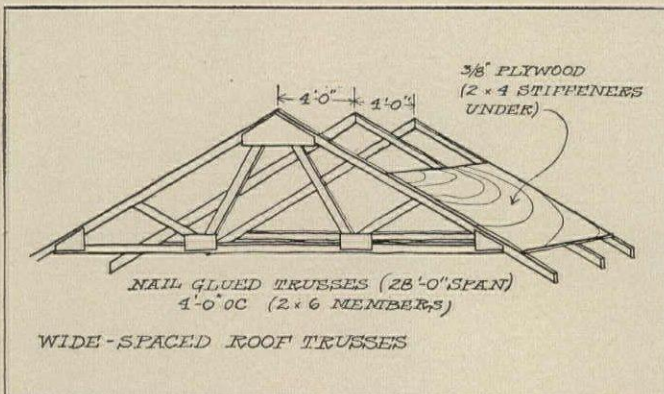 4'-0"
4'-0"
3/8" PLYWOOD
(2 x 4 STIFFENERS
UNDER)
NAIL GLUED TRUSSES (28'-0" SPAN)
4'-0" OC (2 x 6 MEMBERS)
WIDE-SPACED ROOF TRUSSES